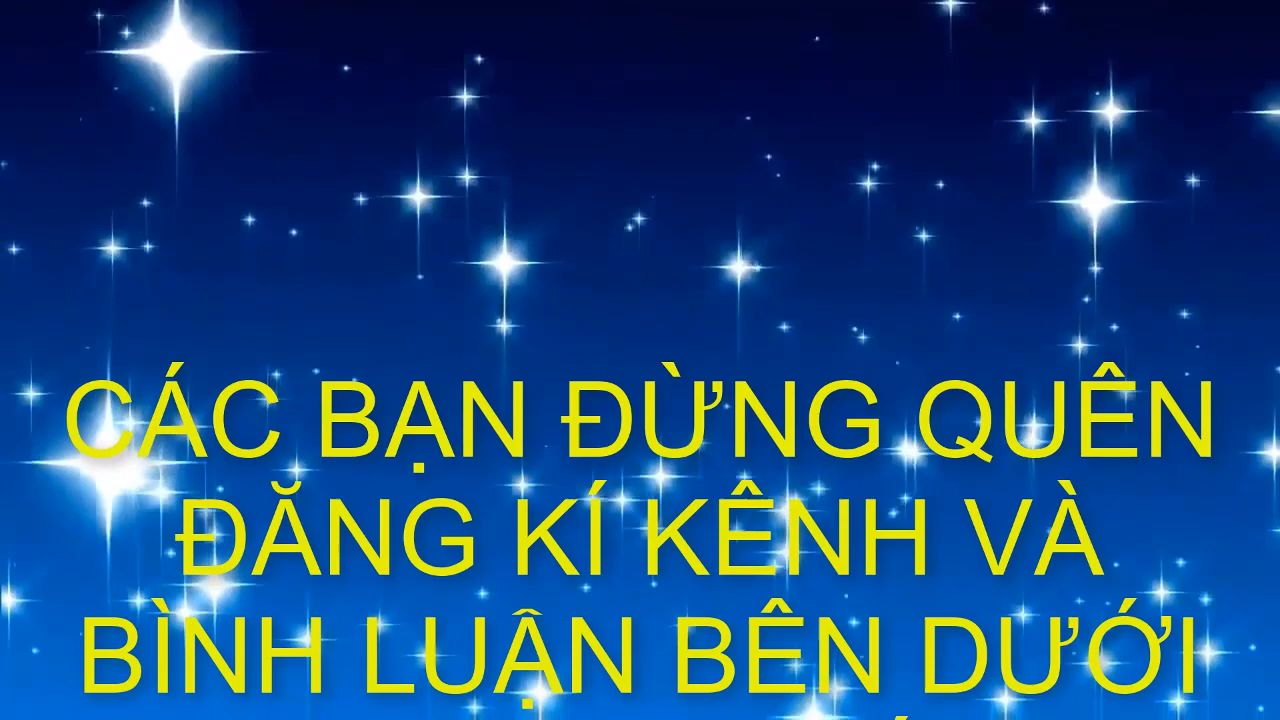 CÁC BẠN ĐỪNG QUÊN
ĐĂNG KÍ KÊNH VÀ
BÌNH LUẬN BÊN DƯỚI